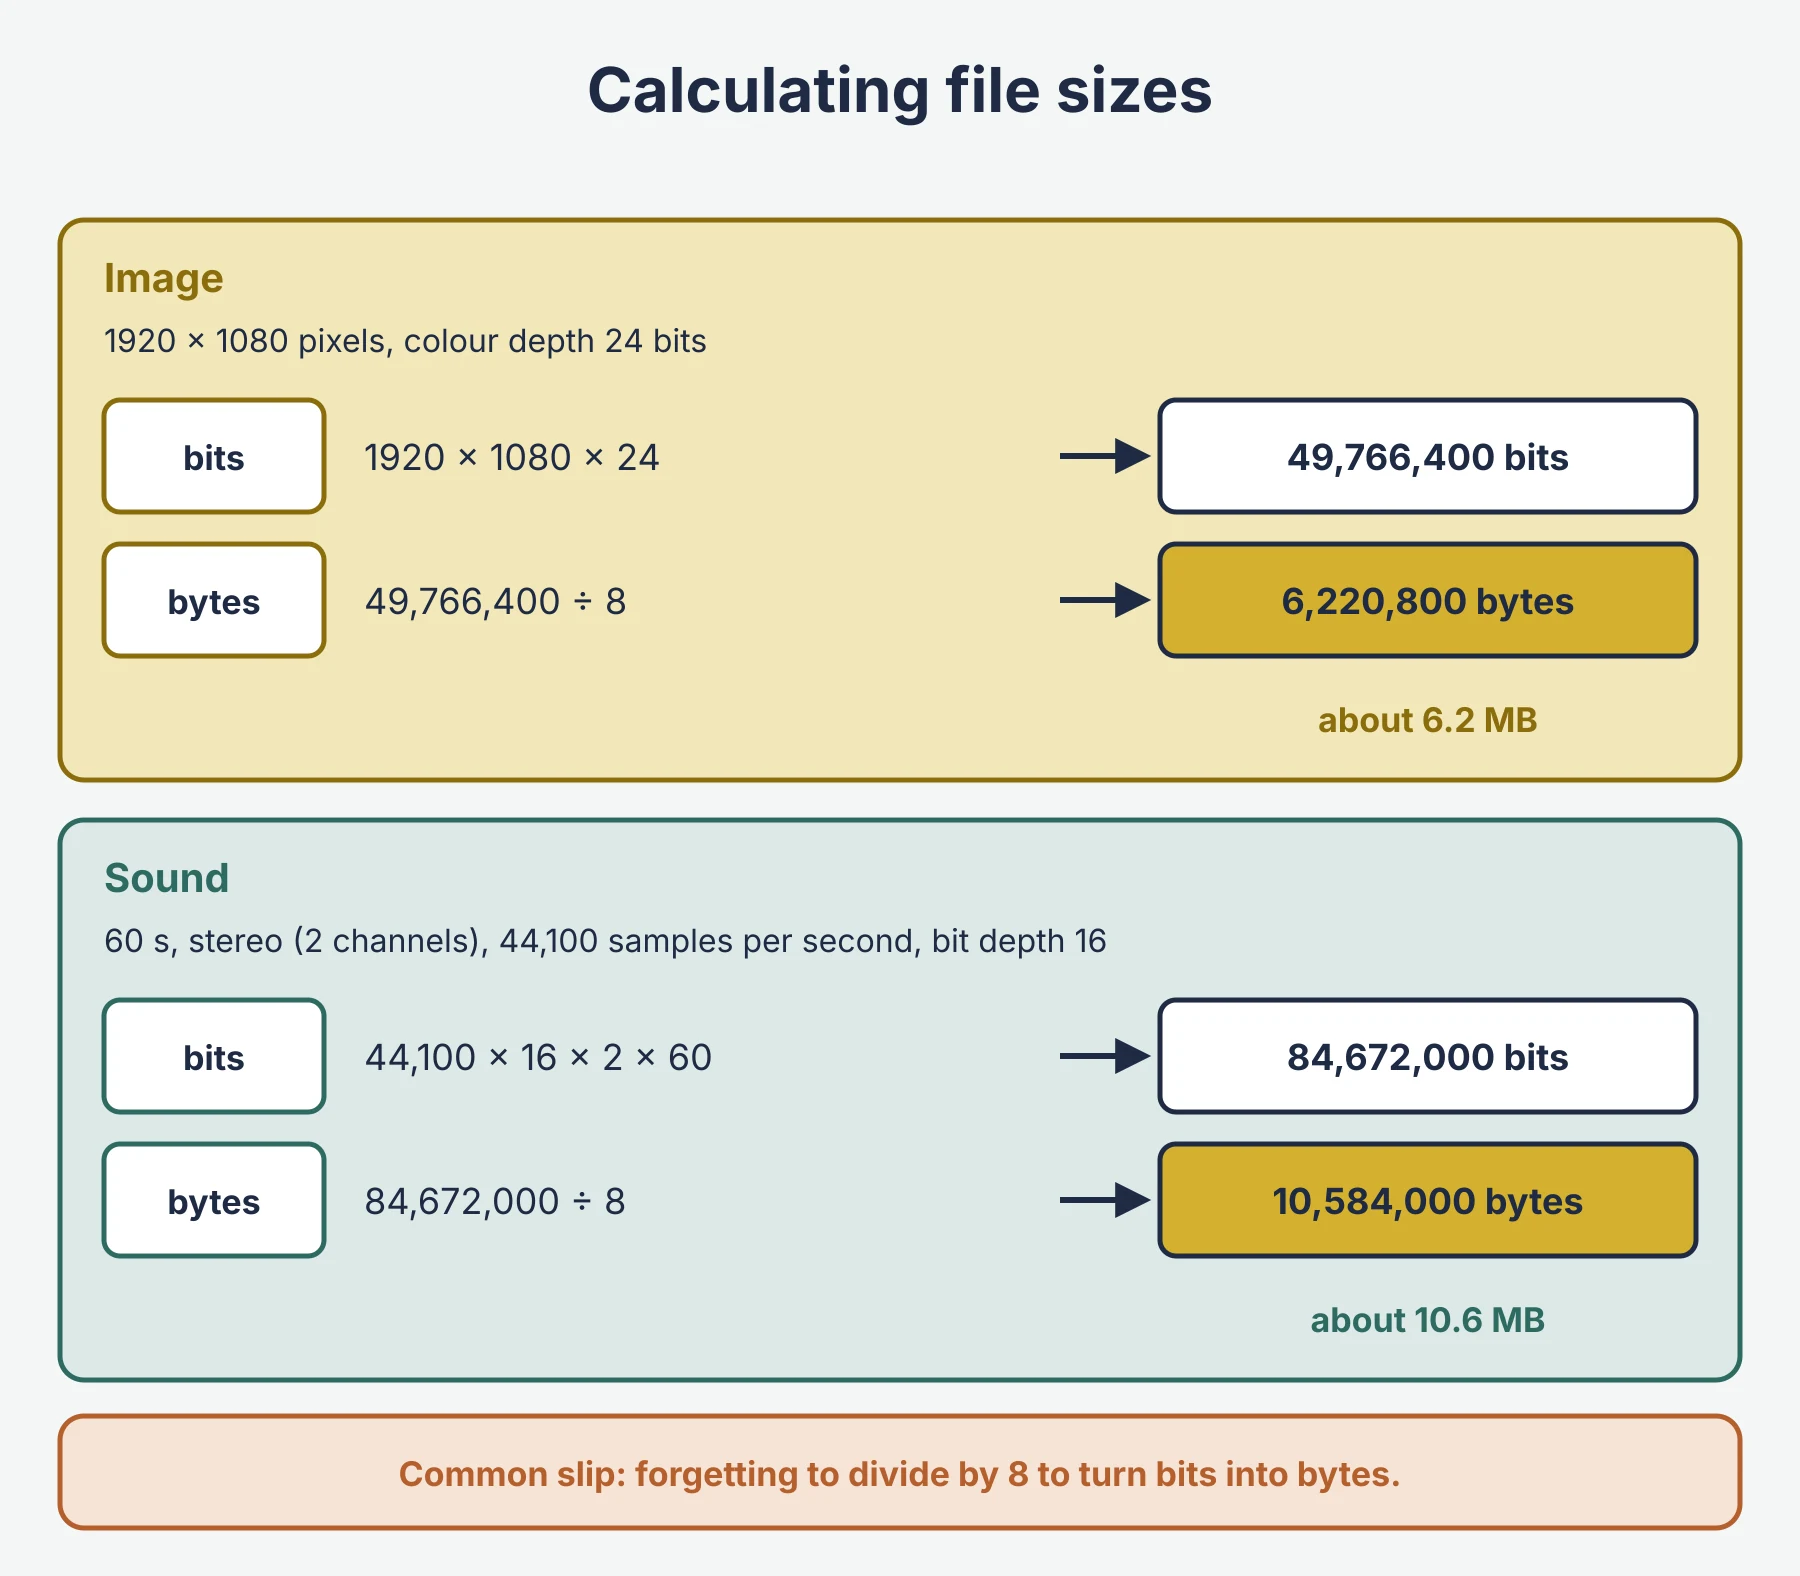 Calculating file sizes
Image
1920 × 1080 pixels, colour depth 24 bits
bits 1920 × 1080 × 24 49,766,400 bits
bytes 49,766,400 ÷ 8 6,220,800 bytes
about 6.2 MB
Sound
60 s, stereo (2 channels), 44,100 samples per second, bit depth 16
bits 44,100 × 16 × 2 × 60 84,672,000 bits
bytes 84,672,000 ÷ 8 10,584,000 bytes
about 10.6 MB
Common slip: forgetting to divide by 8 to turn bits into bytes.